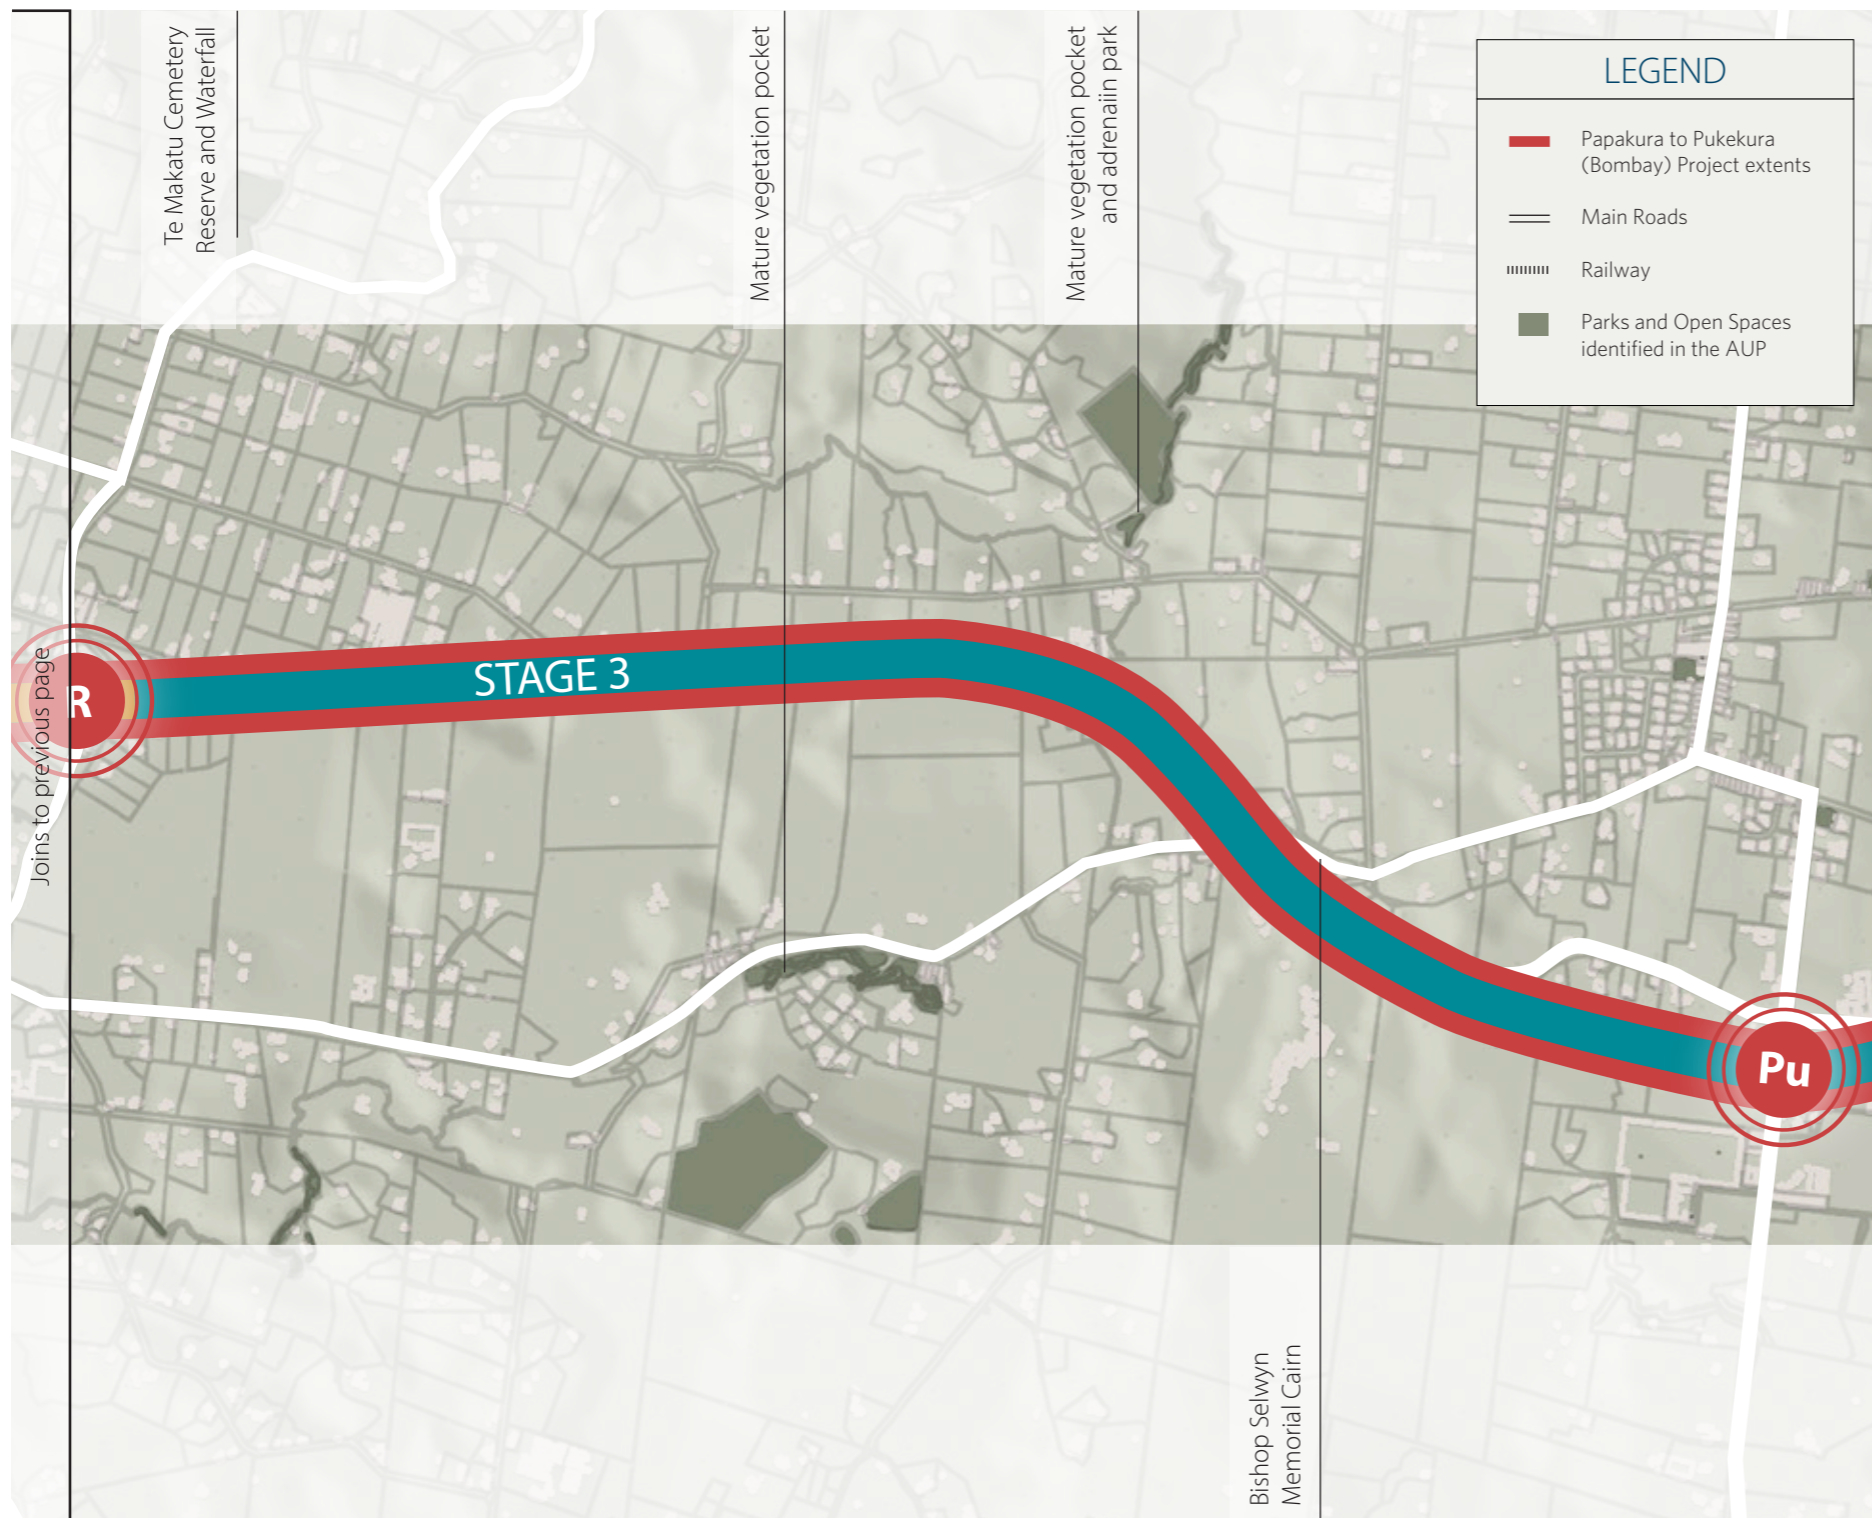 Te Makatu Cemetery
Reserve and Waterfall
Mature vegetation pocket
Mature vegetation pocket
and adrenaiin park
LEGEND
Papakura to Pukekura
(Bombay) Project extents
Main Roads
Railway
Parks and Open Spaces
identified in the AUP
Joins to previous page
R
STAGE 3
Pu
Bishop Selwyn
Memorial Cairn